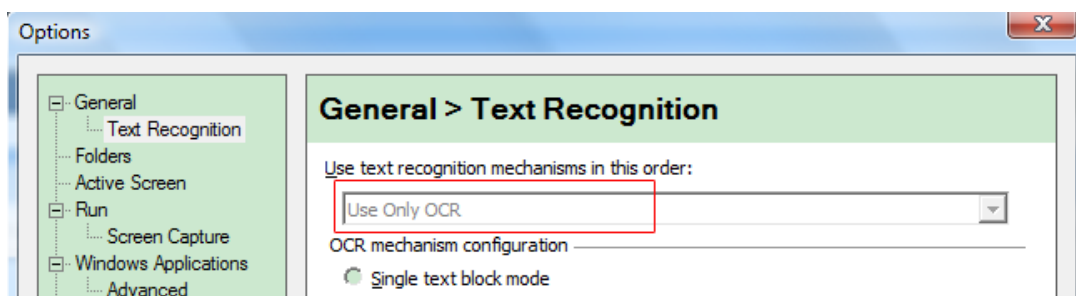 Options
General
Text Recognition
Folders
Active Screen
Run
Screen Capture
Windows Applications
Advanced
General > Text Recognition
Use text recognition mechanisms in this order:
Use Only OCR
OCR mechanism configuration
Single text block mode